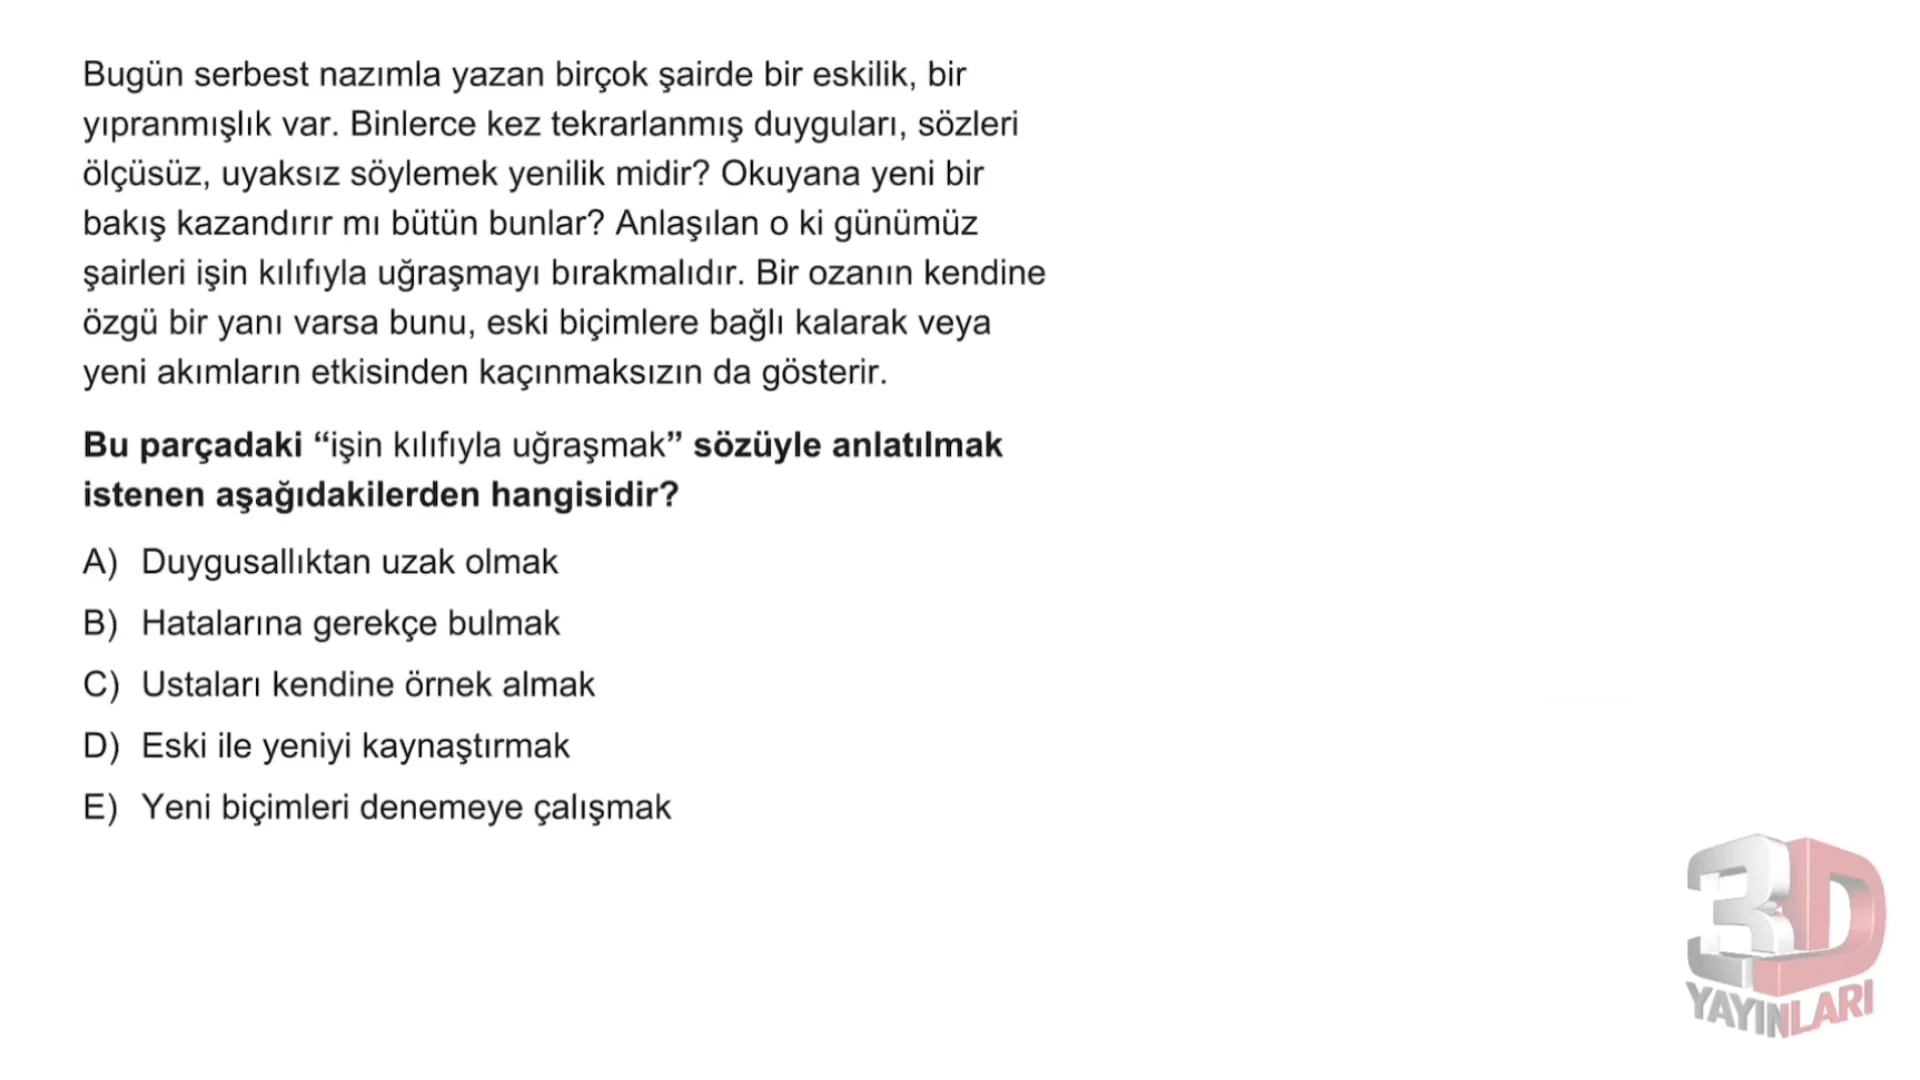 Bugün serbest nazımla yazan birçok şairde bir eskilik, bir
yıpranmışlık var. Binlerce kez tekrarlanmış duyguları, sözleri
ölçüsüz, uyaksız söylemek yenilik midir? Okuyana yeni bir
bakış kazandırır mı bütün bunlar? Anlaşılan o ki günümüz
şairleri işin kılıfıyla uğraşmayı bırakmalıdır. Bir ozanın kendine
özgü bir yanı varsa bunu, eski biçimlere bağlı kalarak veya
yeni akımların etkisinden kaçınmaksızın da gösterir.
Bu parçadaki “işin kılıfıyla uğraşmak” sözüyle anlatılmak
istenen aşağıdakilerden hangisidir?
A) Duygusallıktan uzak olmak
B) Hatalarına gerekçe bulmak
C) Ustaları kendine örnek almak
D) Eski ile yeniyi kaynaştırmak
E) Yeni biçimleri denemeye çalışmak
3D
YAYINLARI